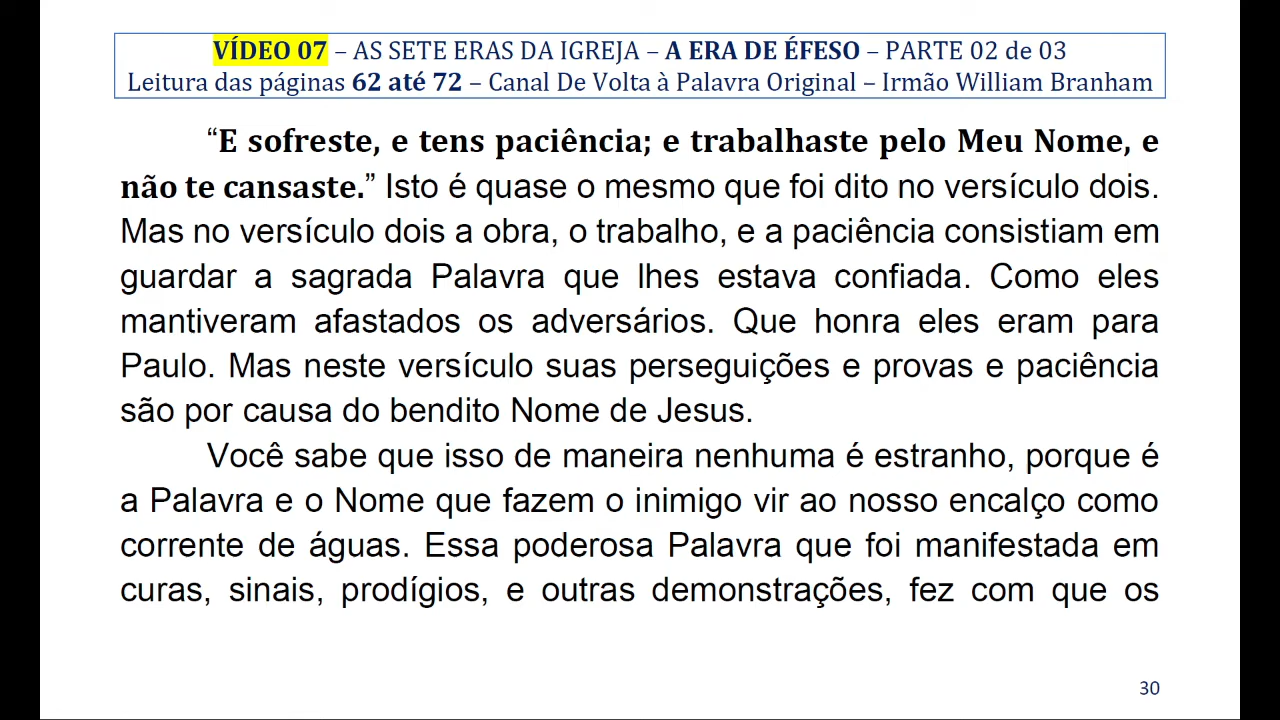 VÍDEO 07 – AS SETE ERAS DA IGREJA – A ERA DE ÉFESO – PARTE 02 de 03
Leitura das páginas 62 até 72 – Canal De Volta à Palavra Original – Irmão William Branham
“E sofreste, e tens paciência; e trabalhaste pelo Meu Nome, e
não te cansaste.” Isto é quase o mesmo que foi dito no versículo dois.
Mas no versículo dois a obra, o trabalho, e a paciência consistiam em
guardar a sagrada Palavra que lhes estava confiada. Como eles
mantiveram afastados os adversários. Que honra eles eram para
Paulo. Mas neste versículo suas perseguições e provas e paciência
são por causa do bendito Nome de Jesus.
Você sabe que isso de maneira nenhuma é estranho, porque é
a Palavra e o Nome que fazem o inimigo vir ao nosso encalço como
corrente de águas. Essa poderosa Palavra que foi manifestada em
curas, sinais, prodígios, e outras demonstrações, fez com que os
30